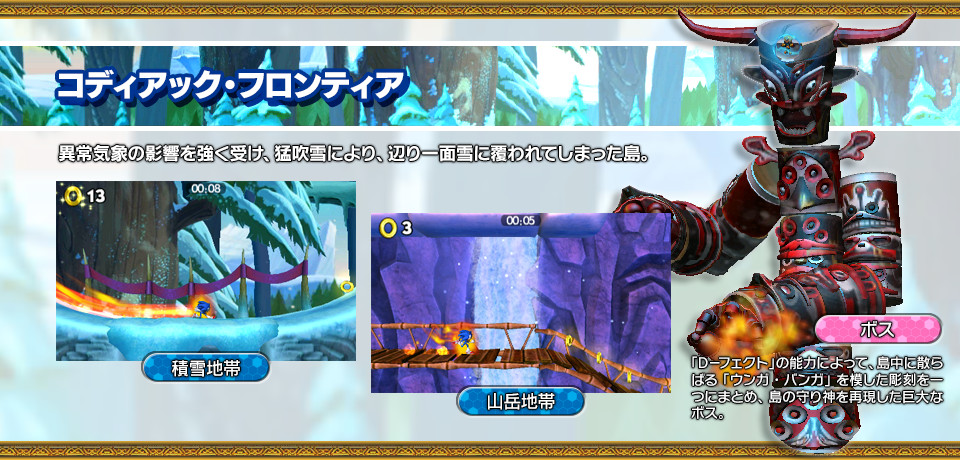 コディアック・フロンティア
異常気象の影響を強く受け、猛吹雪により、辺り一面雪に覆われてしまった島。
13
00:08
3
00:05
積雪地帯
山岳地帯
ボス
「D-フェクト」の能力によって、島中に散ら
ばる「ウンガ・バンガ」を模した彫刻を一
つにまとめ、島の守り神を再現した巨大な
ボス。